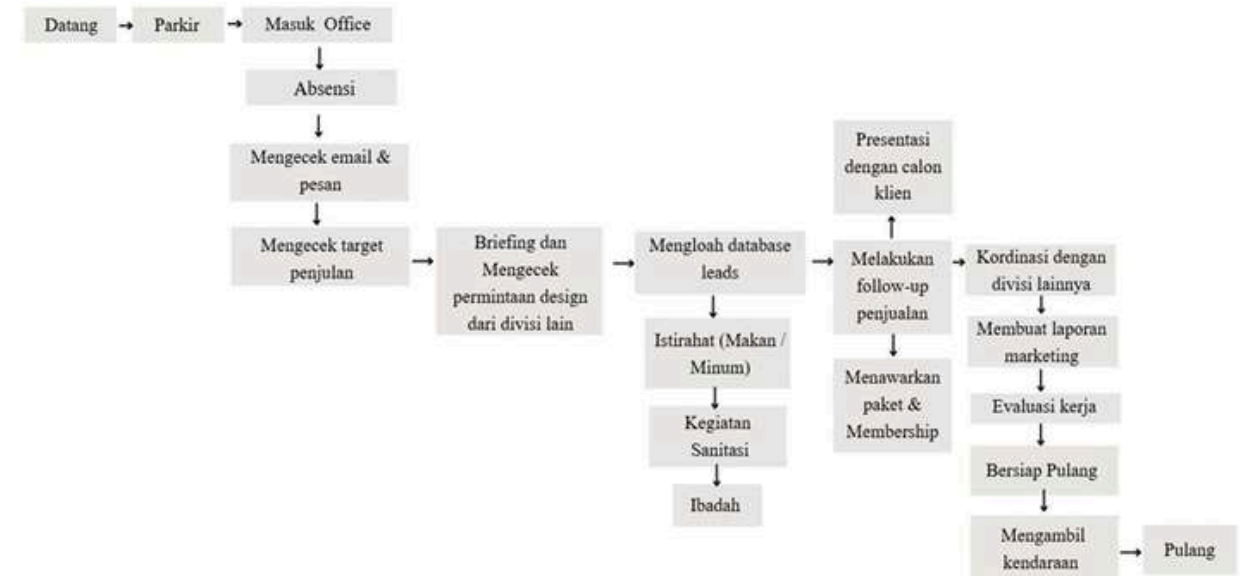 Datang
Parkir
Masuk Office
Absensi
Mengecek email &
pesan
Mengecek target
penjulan
Briefing dan
Mengecek
permintaan design
dari divisi lain
Mengloah database
leads
Istirahat (Makan /
Minum)
Kegiatan
Sanitasi
Ibadah
Presentasi
dengan calon
klien
Melakukan
follow-up
penjualan
Menawarkan
paket &
Membership
Kordinasi dengan
divisi lainnya
Membuat laporan
marketing
Evaluasi kerja
Bersiap Pulang
Mengambil
kendaraan
Pulang